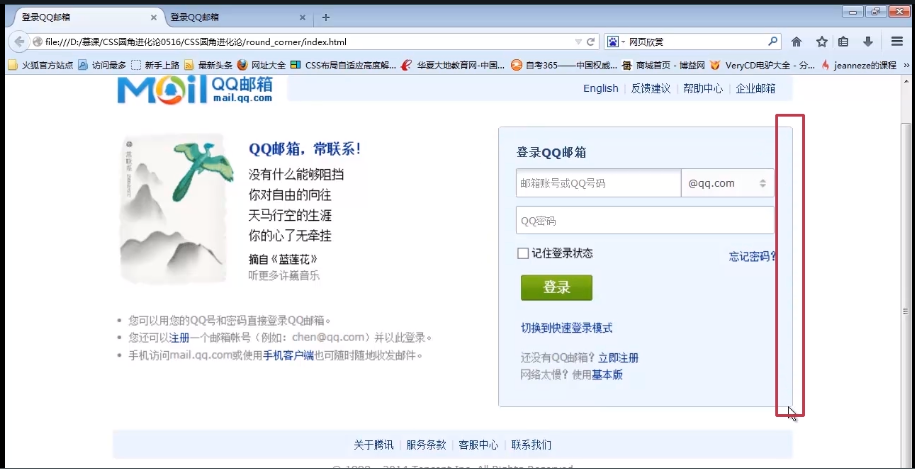 登录QQ邮箱
登录QQ邮箱
file:///D:/慕课/CSS圆角进化论0516/CSS圆角进化论/round_corner/index.html
网页欣赏
火狐官方站点 访问最多 新手上路 最新头条 网址大全 CSS布局自适应高度解... 华夏大地教育网-中国... 自考365——中国权威... 商城首页 - 博益网 VeryCD电驴大全 - 分... jeanneze的课程
Mail QQ邮箱
mail.qq.com
English 反馈建议 帮助中心 企业邮箱
QQ邮箱，常联系！
没有什么能够阻挡
你对自由的向往
天马行空的生涯
你的心了无牵挂
摘自《蓝莲花》
听更多许巍音乐
您可以用您的QQ号和密码直接登录QQ邮箱。
您还可以注册一个邮箱帐号（例如：chen@qq.com）并以此登录。
手机访问mail.qq.com或使用手机客户端也可随时随地收发邮件。
登录QQ邮箱
邮箱账号或QQ号码 @qq.com
QQ密码
记住登录状态 忘记密码?
登录
切换到快速登录模式
还没有QQ邮箱？立即注册
网络太慢？使用基本版
关于腾讯 服务条款 客服中心 联系我们